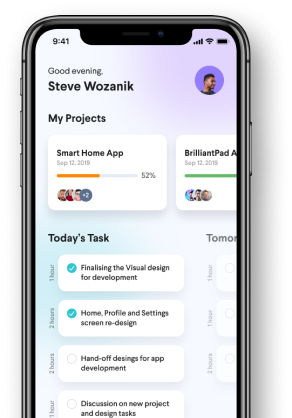 9:41
Good evening,
Steve Wozanik
My Projects
Smart Home App
Sep 12, 2019
52%
+2
BrilliantPad A
Sep 12, 2019
Today's Task
Tomor
1 hour
Finalising the Visual design
for development
1 hour
2 hours
Home, Profile and Settings
screen re-design
1 hour
2 hours
Hand-off desings for app
development
2 hours
1 hour
Discussion on new project
and design tasks